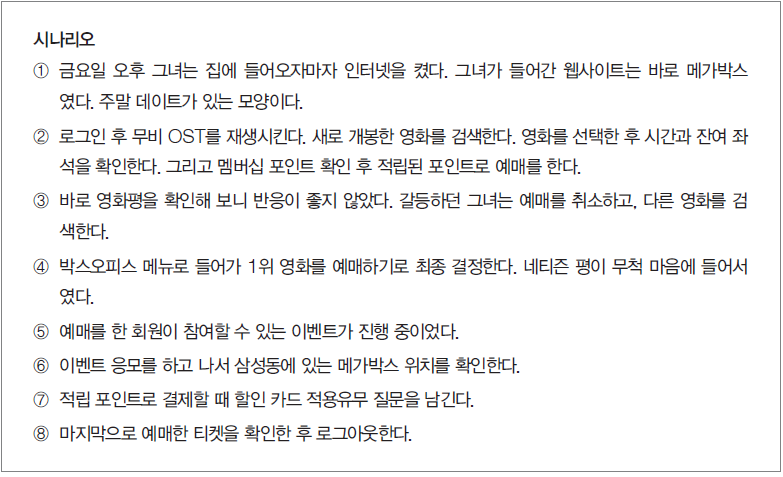 시나리오
① 금요일 오후 그녀는 집에 들어오자마자 인터넷을 켰다. 그녀가 들어간 웹사이트는 바로 메가박스
였다. 주말 데이트가 있는 모양이다.
② 로그인 후 무비 OST를 재생시킨다. 새로 개봉한 영화를 검색한다. 영화를 선택한 후 시간과 잔여 좌
석을 확인한다. 그리고 멤버십 포인트 확인 후 적립된 포인트로 예매를 한다.
③ 바로 영화평을 확인해 보니 반응이 좋지 않았다. 갈등하던 그녀는 예매를 취소하고, 다른 영화를 검
색한다.
④ 박스오피스 메뉴로 들어가 1위 영화를 예매하기로 최종 결정한다. 네티즌 평이 무척 마음에 들어서
였다.
⑤ 예매를 한 회원이 참여할 수 있는 이벤트가 진행 중이었다.
⑥ 이벤트 응모를 하고 나서 삼성동에 있는 메가박스 위치를 확인한다.
⑦ 적립 포인트로 결제할 때 할인 카드 적용유무 질문을 남긴다.
⑧ 마지막으로 예매한 티켓을 확인한 후 로그아웃한다.